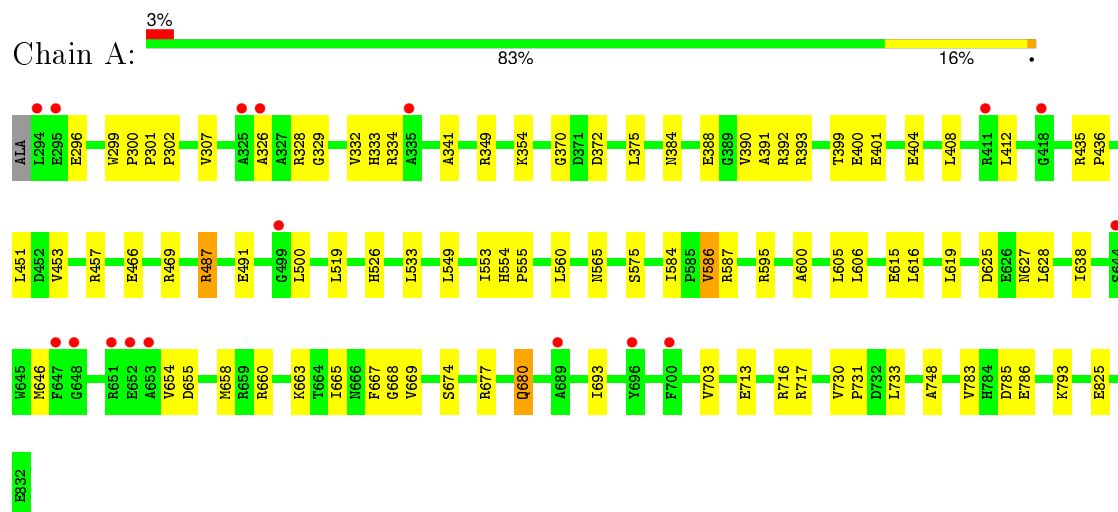 3%
Chain A:
83% 16% •
ALA L294 E295 E296 W299 P300 P301 P302 V307 A325 A326 A327 R328 G329 V332 H333 R334 A335 A341 R349 K354 G370 D371 D372 L375 N384 E388 G389 V390 A391 R392 R393 T399 E400 E401 E404 L408 R411 L412 G418 R435 P436
L451 D452 V453 R457 E466 R469 R487 E491 G499 L500 L519 H526 L533 L549 I553 H554 P555 L560 N565 S575 I584 P585 V586 R587 R595 A600 L605 L606 E615 L616 L619 D625 E626 N627 L628 I638 S644
W645 M646 F647 G648 R651 E652 A653 V654 D655 M658 R659 R660 K663 T664 I665 N666 F667 G668 V669 S674 R677 Q680 A689 I693 Y696 F700 V703 E713 R716 R717 V730 P731 D732 L733 A748 V783 H784 D785 E786 K793 E825
E832